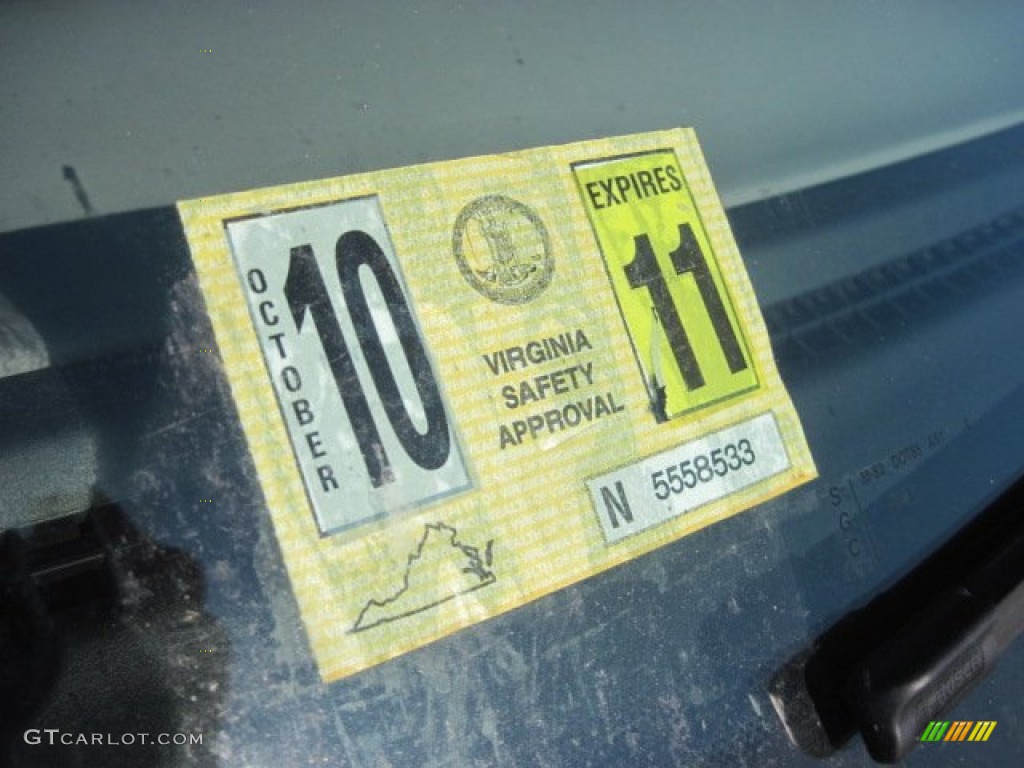 OCTOBER
10
EXPIRES
11
VIRGINIA
SAFETY
APPROVAL
N 5558533
GTCARLOT.COM